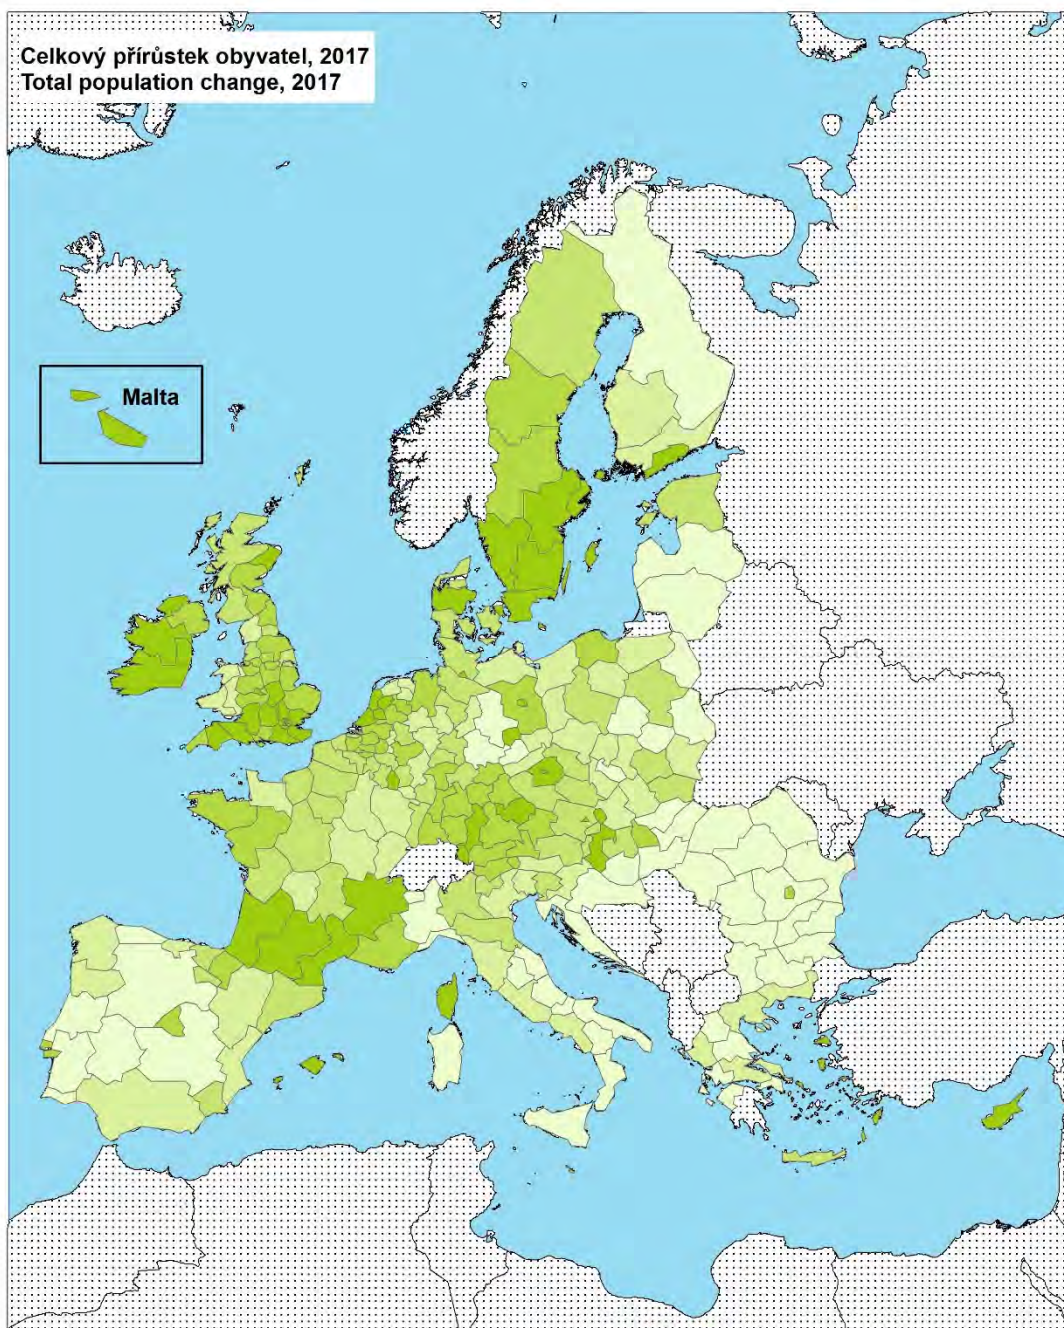 Celkový přírůstek obyvatel, 2017
Total population change, 2017
Malta